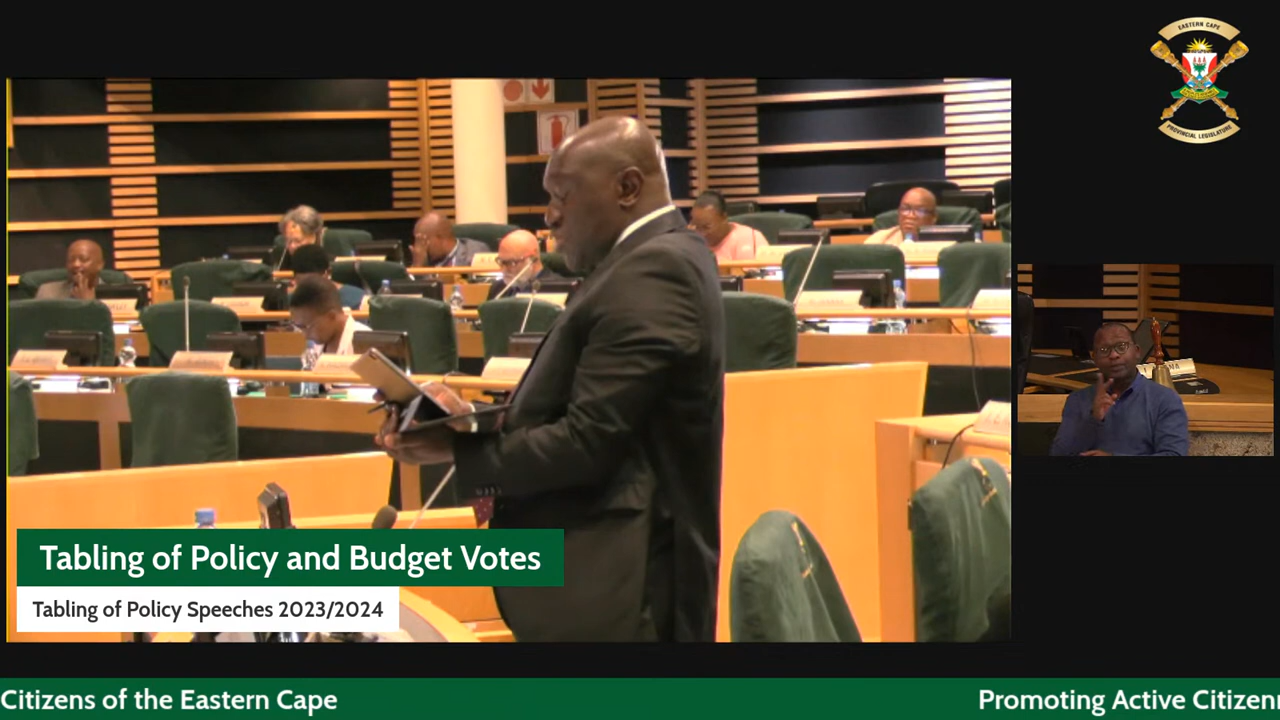 EASTERN CAPE
PROVINCIAL LEGISLATURE
Tabling of Policy and Budget Votes
Tabling of Policy Speeches 2023/2024
Citizens of the Eastern Cape
Promoting Active Citizen